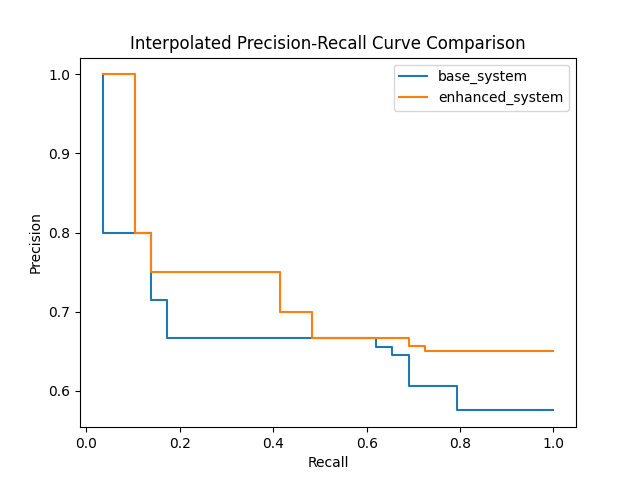 Interpolated Precision-Recall Curve Comparison
base_system
enhanced_system
Precision
1.0
0.9
0.8
0.7
0.6
0.0 0.2 0.4 0.6 0.8 1.0
Recall